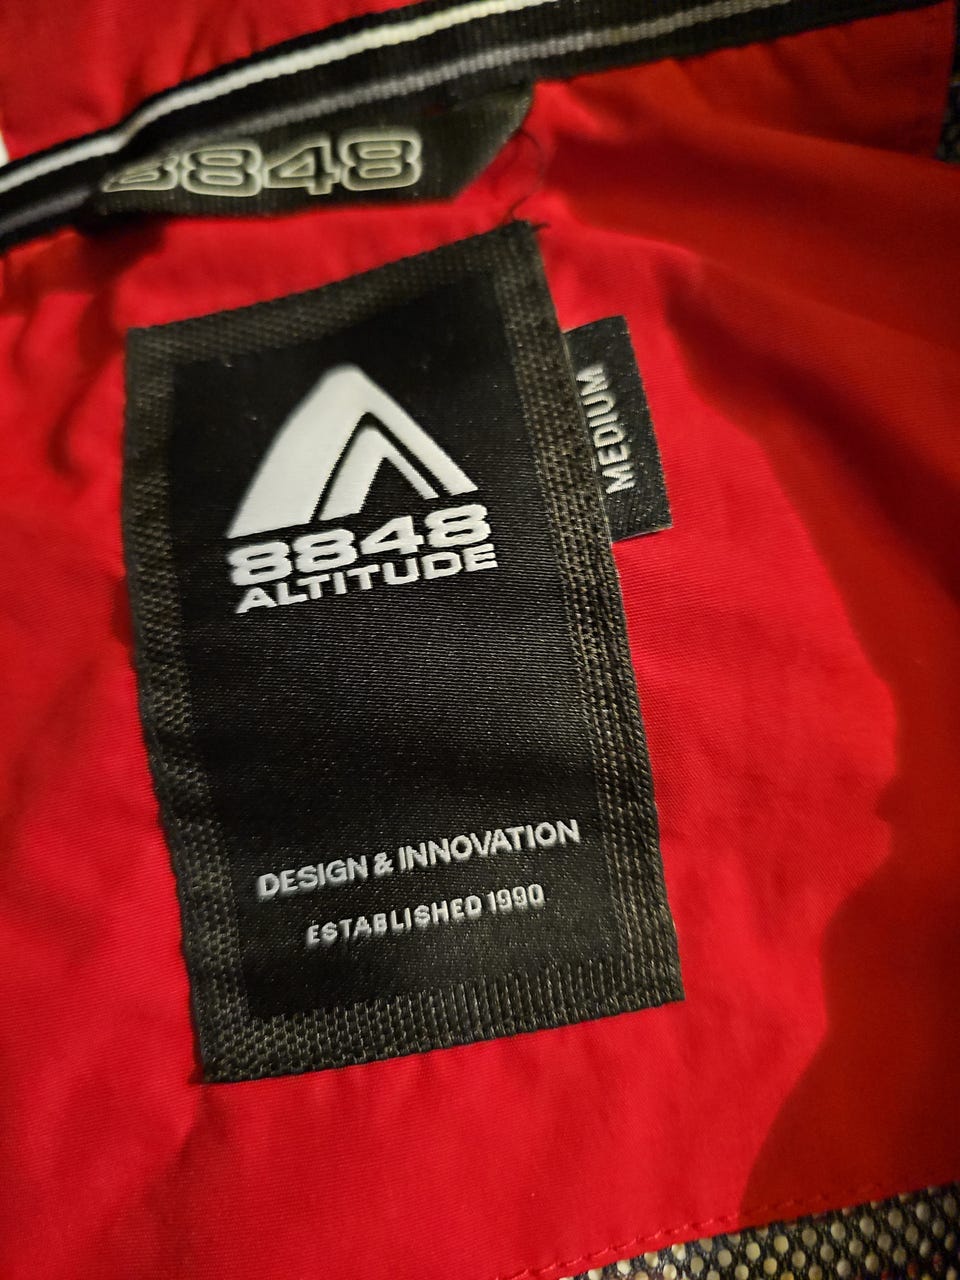 8848
8848
ALTITUDE
MEDIUM
DESIGN & INNOVATION
ESTABLISHED 1990